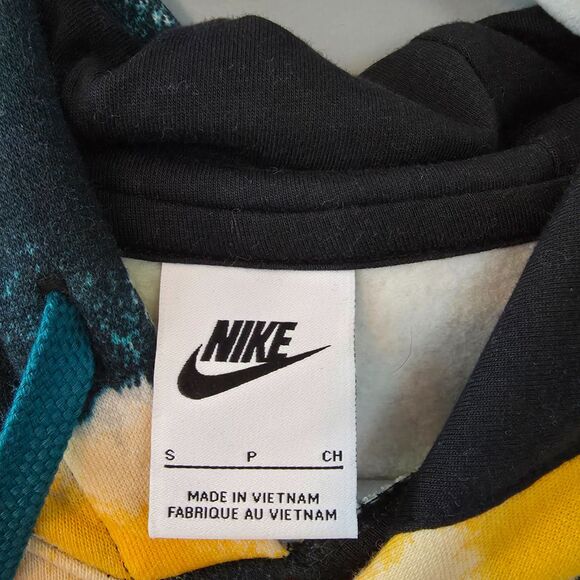 NIKE
S P CH
MADE IN VIETNAM
FABRIQUE AU VIETNAM